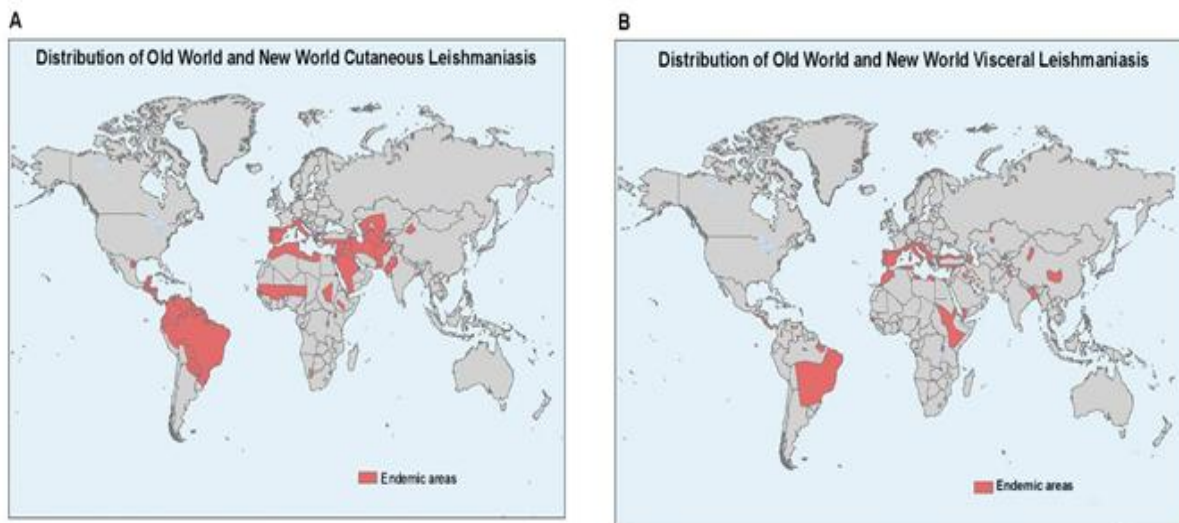 A
Distribution of Old World and New World Cutaneous Leishmaniasis
Endemic areas
B
Distribution of Old World and New World Visceral Leishmaniasis
Endemic areas